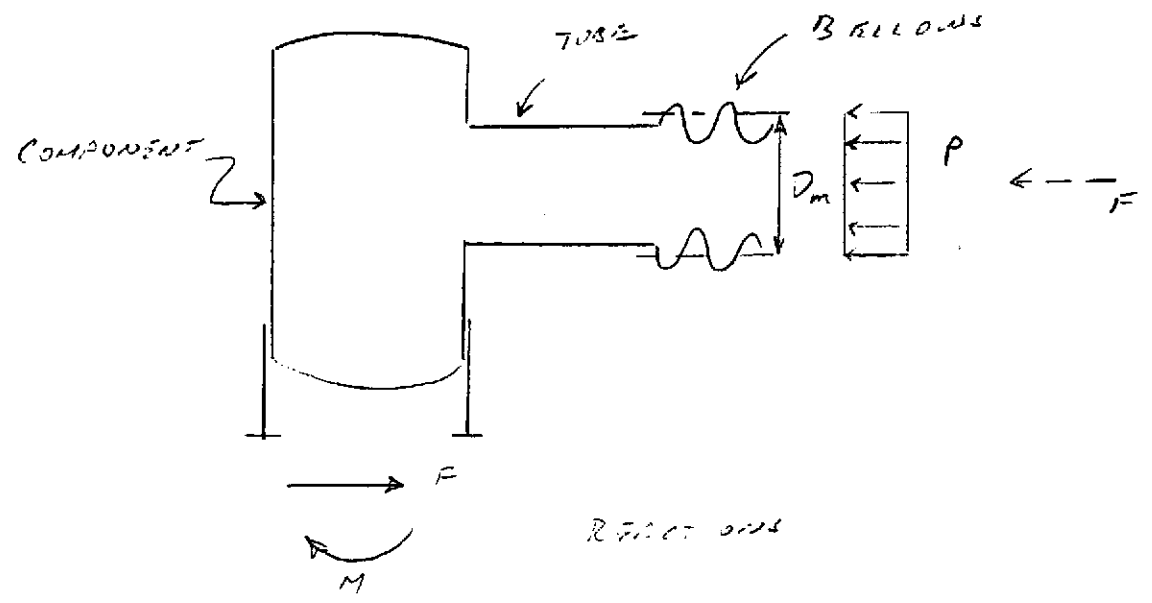 TUBE
BELLOWS
COMPONENT
P
Dm
F
F
REACTIONS
M